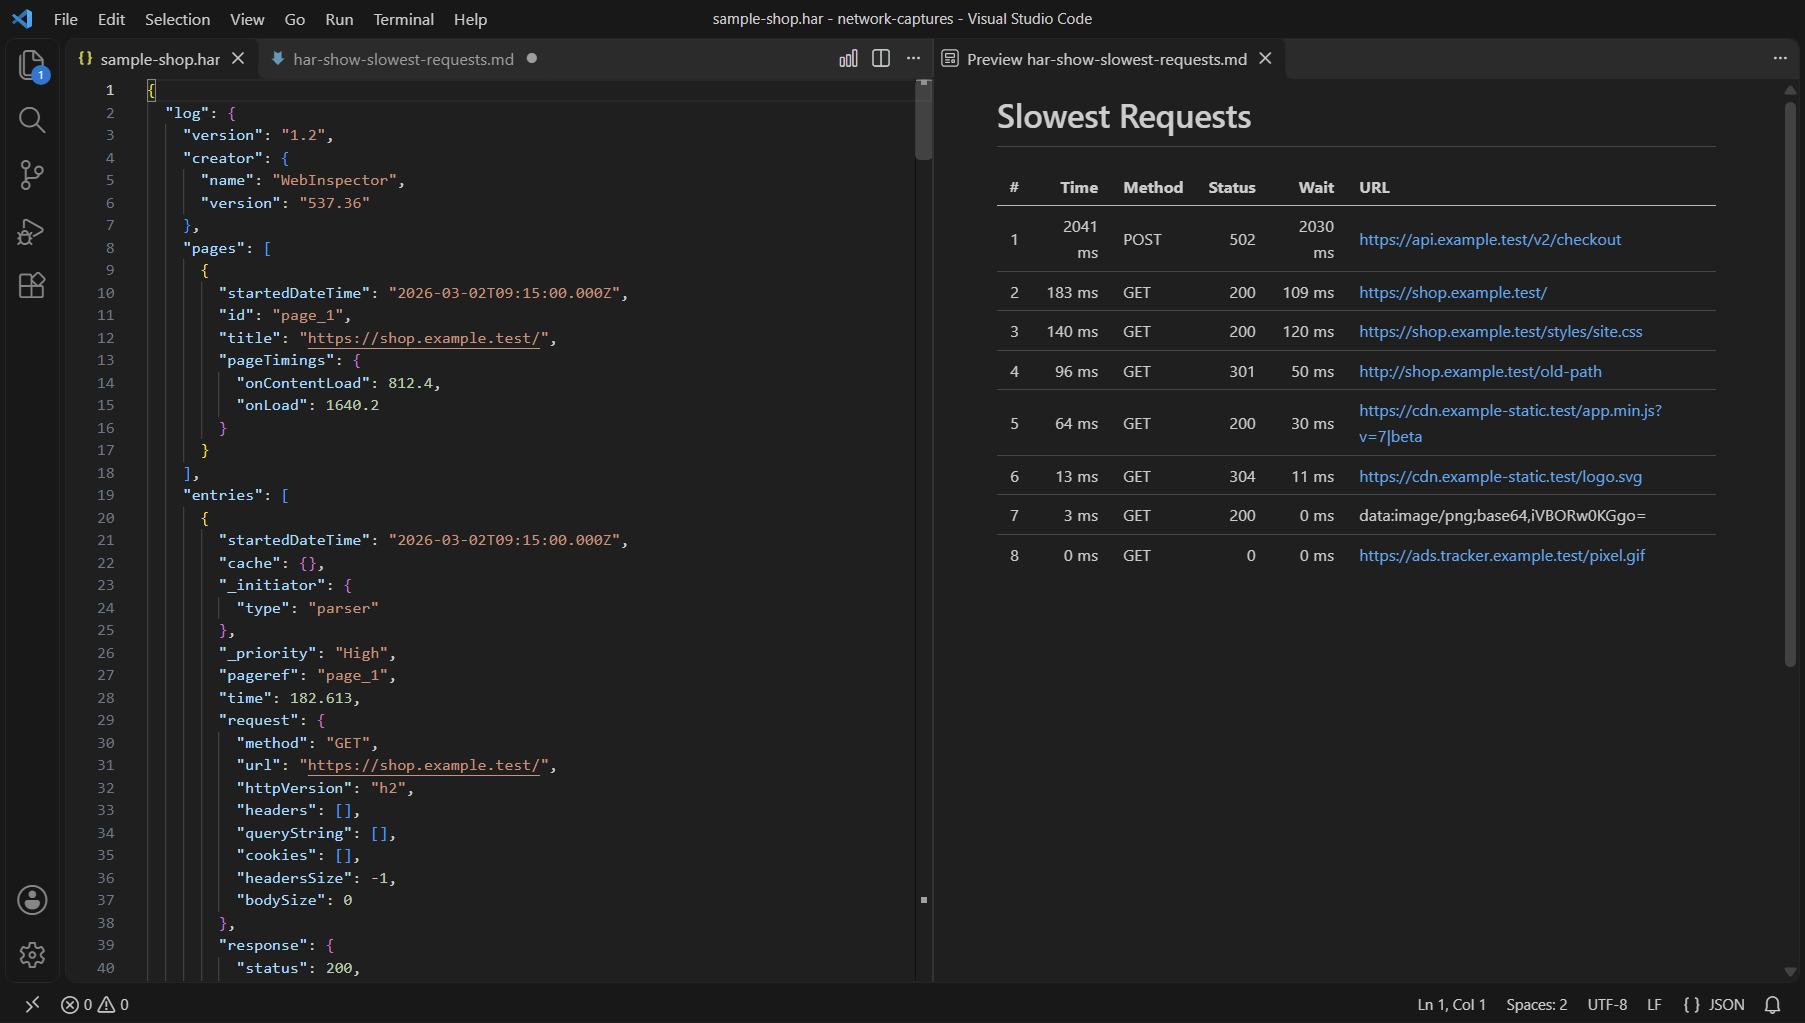 File Edit Selection View Go Run Terminal Help
sample-shop.har - network-captures - Visual Studio Code
1
{} sample-shop.har
har-show-slowest-requests.md
Preview har-show-slowest-requests.md
1 {
2 "log": {
3 "version": "1.2",
4 "creator": {
5 "name": "WebInspector",
6 "version": "537.36"
7 },
8 "pages": [
9 {
10 "startedDateTime": "2026-03-02T09:15:00.000Z",
11 "id": "page_1",
12 "title": "https://shop.example.test/",
13 "pageTimings": {
14 "onContentLoad": 812.4,
15 "onLoad": 1640.2
16 }
17 }
18 ],
19 "entries": [
20 {
21 "startedDateTime": "2026-03-02T09:15:00.000Z",
22 "cache": {},
23 "_initiator": {
24 "type": "parser"
25 },
26 "_priority": "High",
27 "pageref": "page_1",
28 "time": 182.613,
29 "request": {
30 "method": "GET",
31 "url": "https://shop.example.test/",
32 "httpVersion": "h2",
33 "headers": [],
34 "queryString": [],
35 "cookies": [],
36 "headersSize": -1,
37 "bodySize": 0
38 },
39 "response": {
40 "status": 200,
Slowest Requests
# Time Method Status Wait URL
1 2041 ms POST 502 2030 ms https://api.example.test/v2/checkout
2 183 ms GET 200 109 ms https://shop.example.test/
3 140 ms GET 200 120 ms https://shop.example.test/styles/site.css
4 96 ms GET 301 50 ms http://shop.example.test/old-path
5 64 ms GET 200 30 ms https://cdn.example-static.test/app.min.js?
v=7|beta
6 13 ms GET 304 11 ms https://cdn.example-static.test/logo.svg
7 3 ms GET 200 0 ms data:image/png;base64,iVBORw0KGgo=
8 0 ms GET 0 0 ms https://ads.tracker.example.test/pixel.gif
0 0
Ln 1, Col 1 Spaces: 2 UTF-8 LF {} JSON